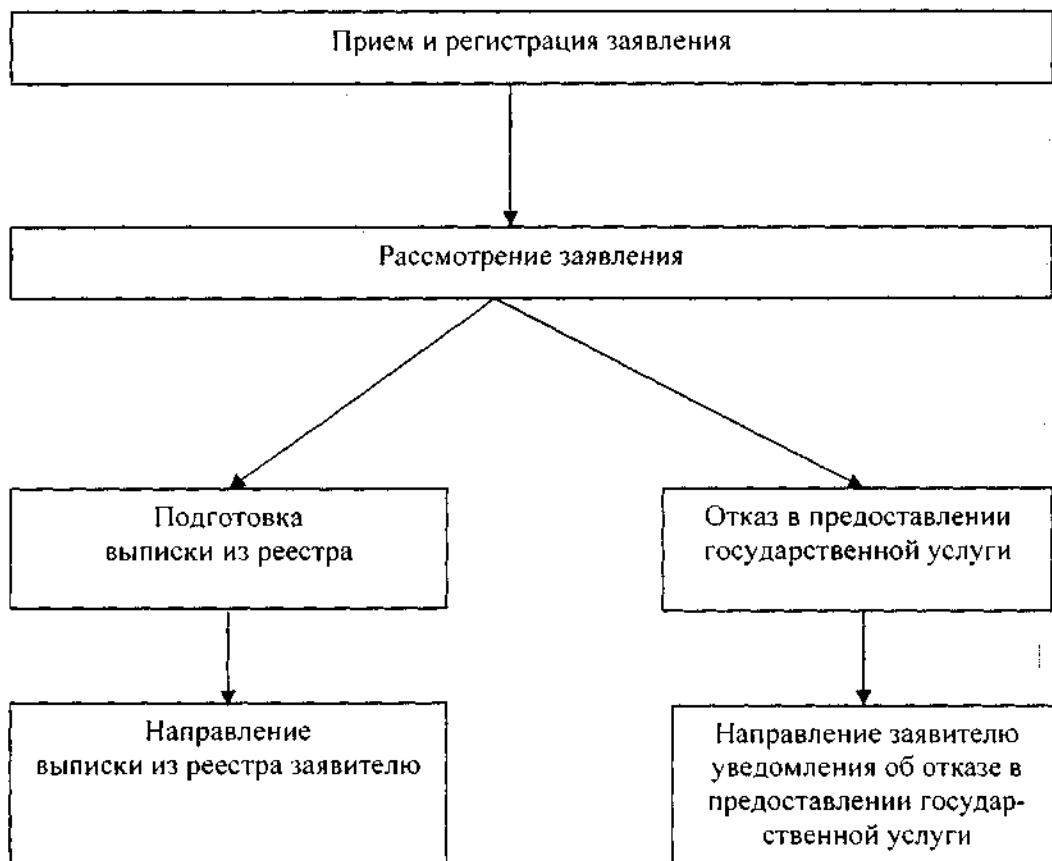 Прием и регистрация заявления
Рассмотрение заявления
Подготовка
выписки из реестра
Отказ в предоставлении
государственной услуги
Направление
выписки из реестра заявителю
Направление заявителю
уведомления об отказе в
предоставлении государ-
ственной услуги